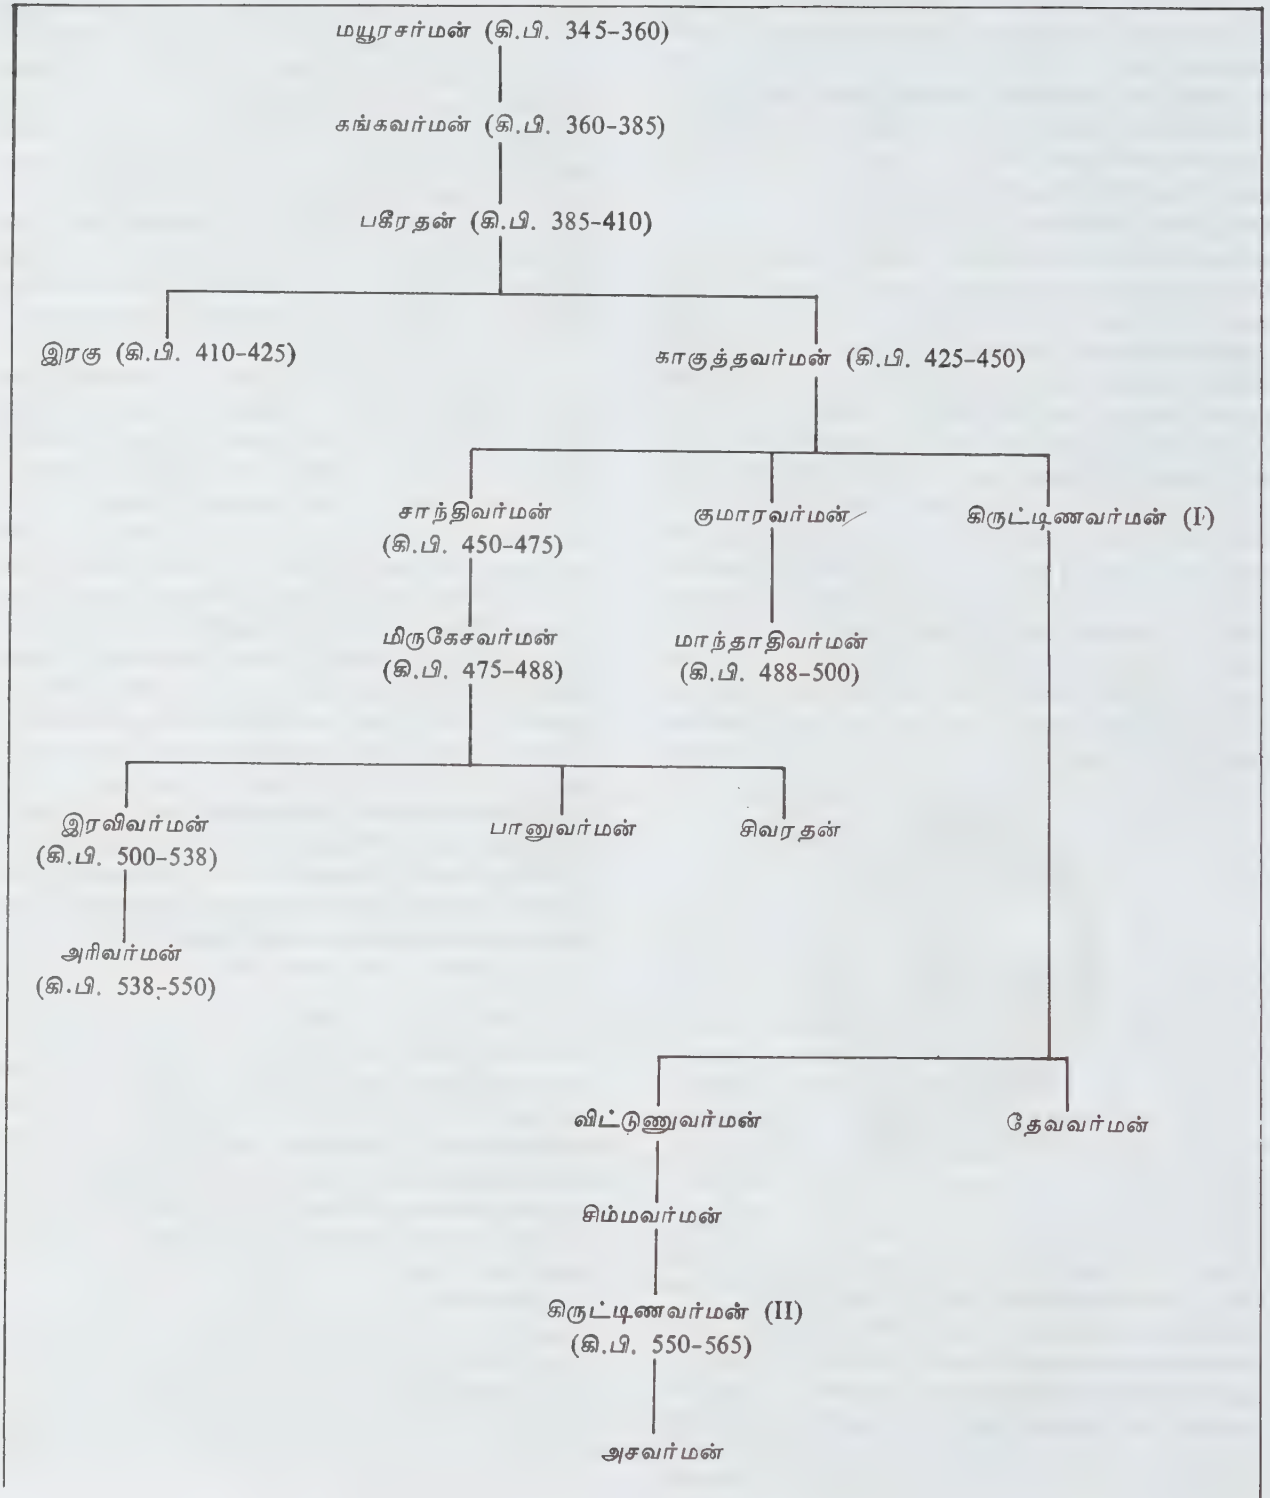 மயூரசர்மன் (கி.பி. 345-360)
கங்கவர்மன் (கி.பி. 360-385)
பகீரதன் (கி.பி. 385-410)
இரகு (கி.பி. 410-425)
காகுத்தவர்மன் (கி.பி. 425-450)
சாந்திவர்மன்
(கி.பி. 450-475)
குமாரவர்மன்
கிருட்டிணவர்மன் (I)
மிருகேசவர்மன்
(கி.பி. 475-488)
மாந்தாதிவர்மன்
(கி.பி. 488-500)
இரவிவர்மன்
(கி.பி. 500-538)
பானுவர்மன்
சிவரதன்
அரிவர்மன்
(கி.பி. 538-550)
விட்டுணுவர்மன்
தேவவர்மன்
சிம்மவர்மன்
கிருட்டிணவர்மன் (II)
(கி.பி. 550-565)
அசவர்மன்